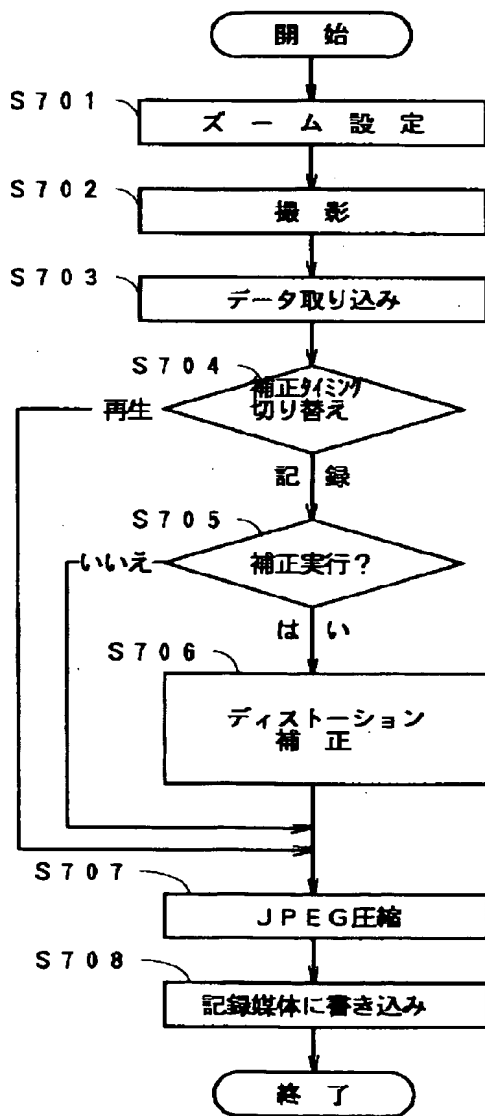 開始
S701
ズーム設定
S702
撮影
S703
データ取り込み
S704
補正タイミング
切り替え
再生
記録
S705
補正実行?
いいえ
はい
S706
ディストーション
補正
S707
JPEG圧縮
S708
記録媒体に書き込み
終了